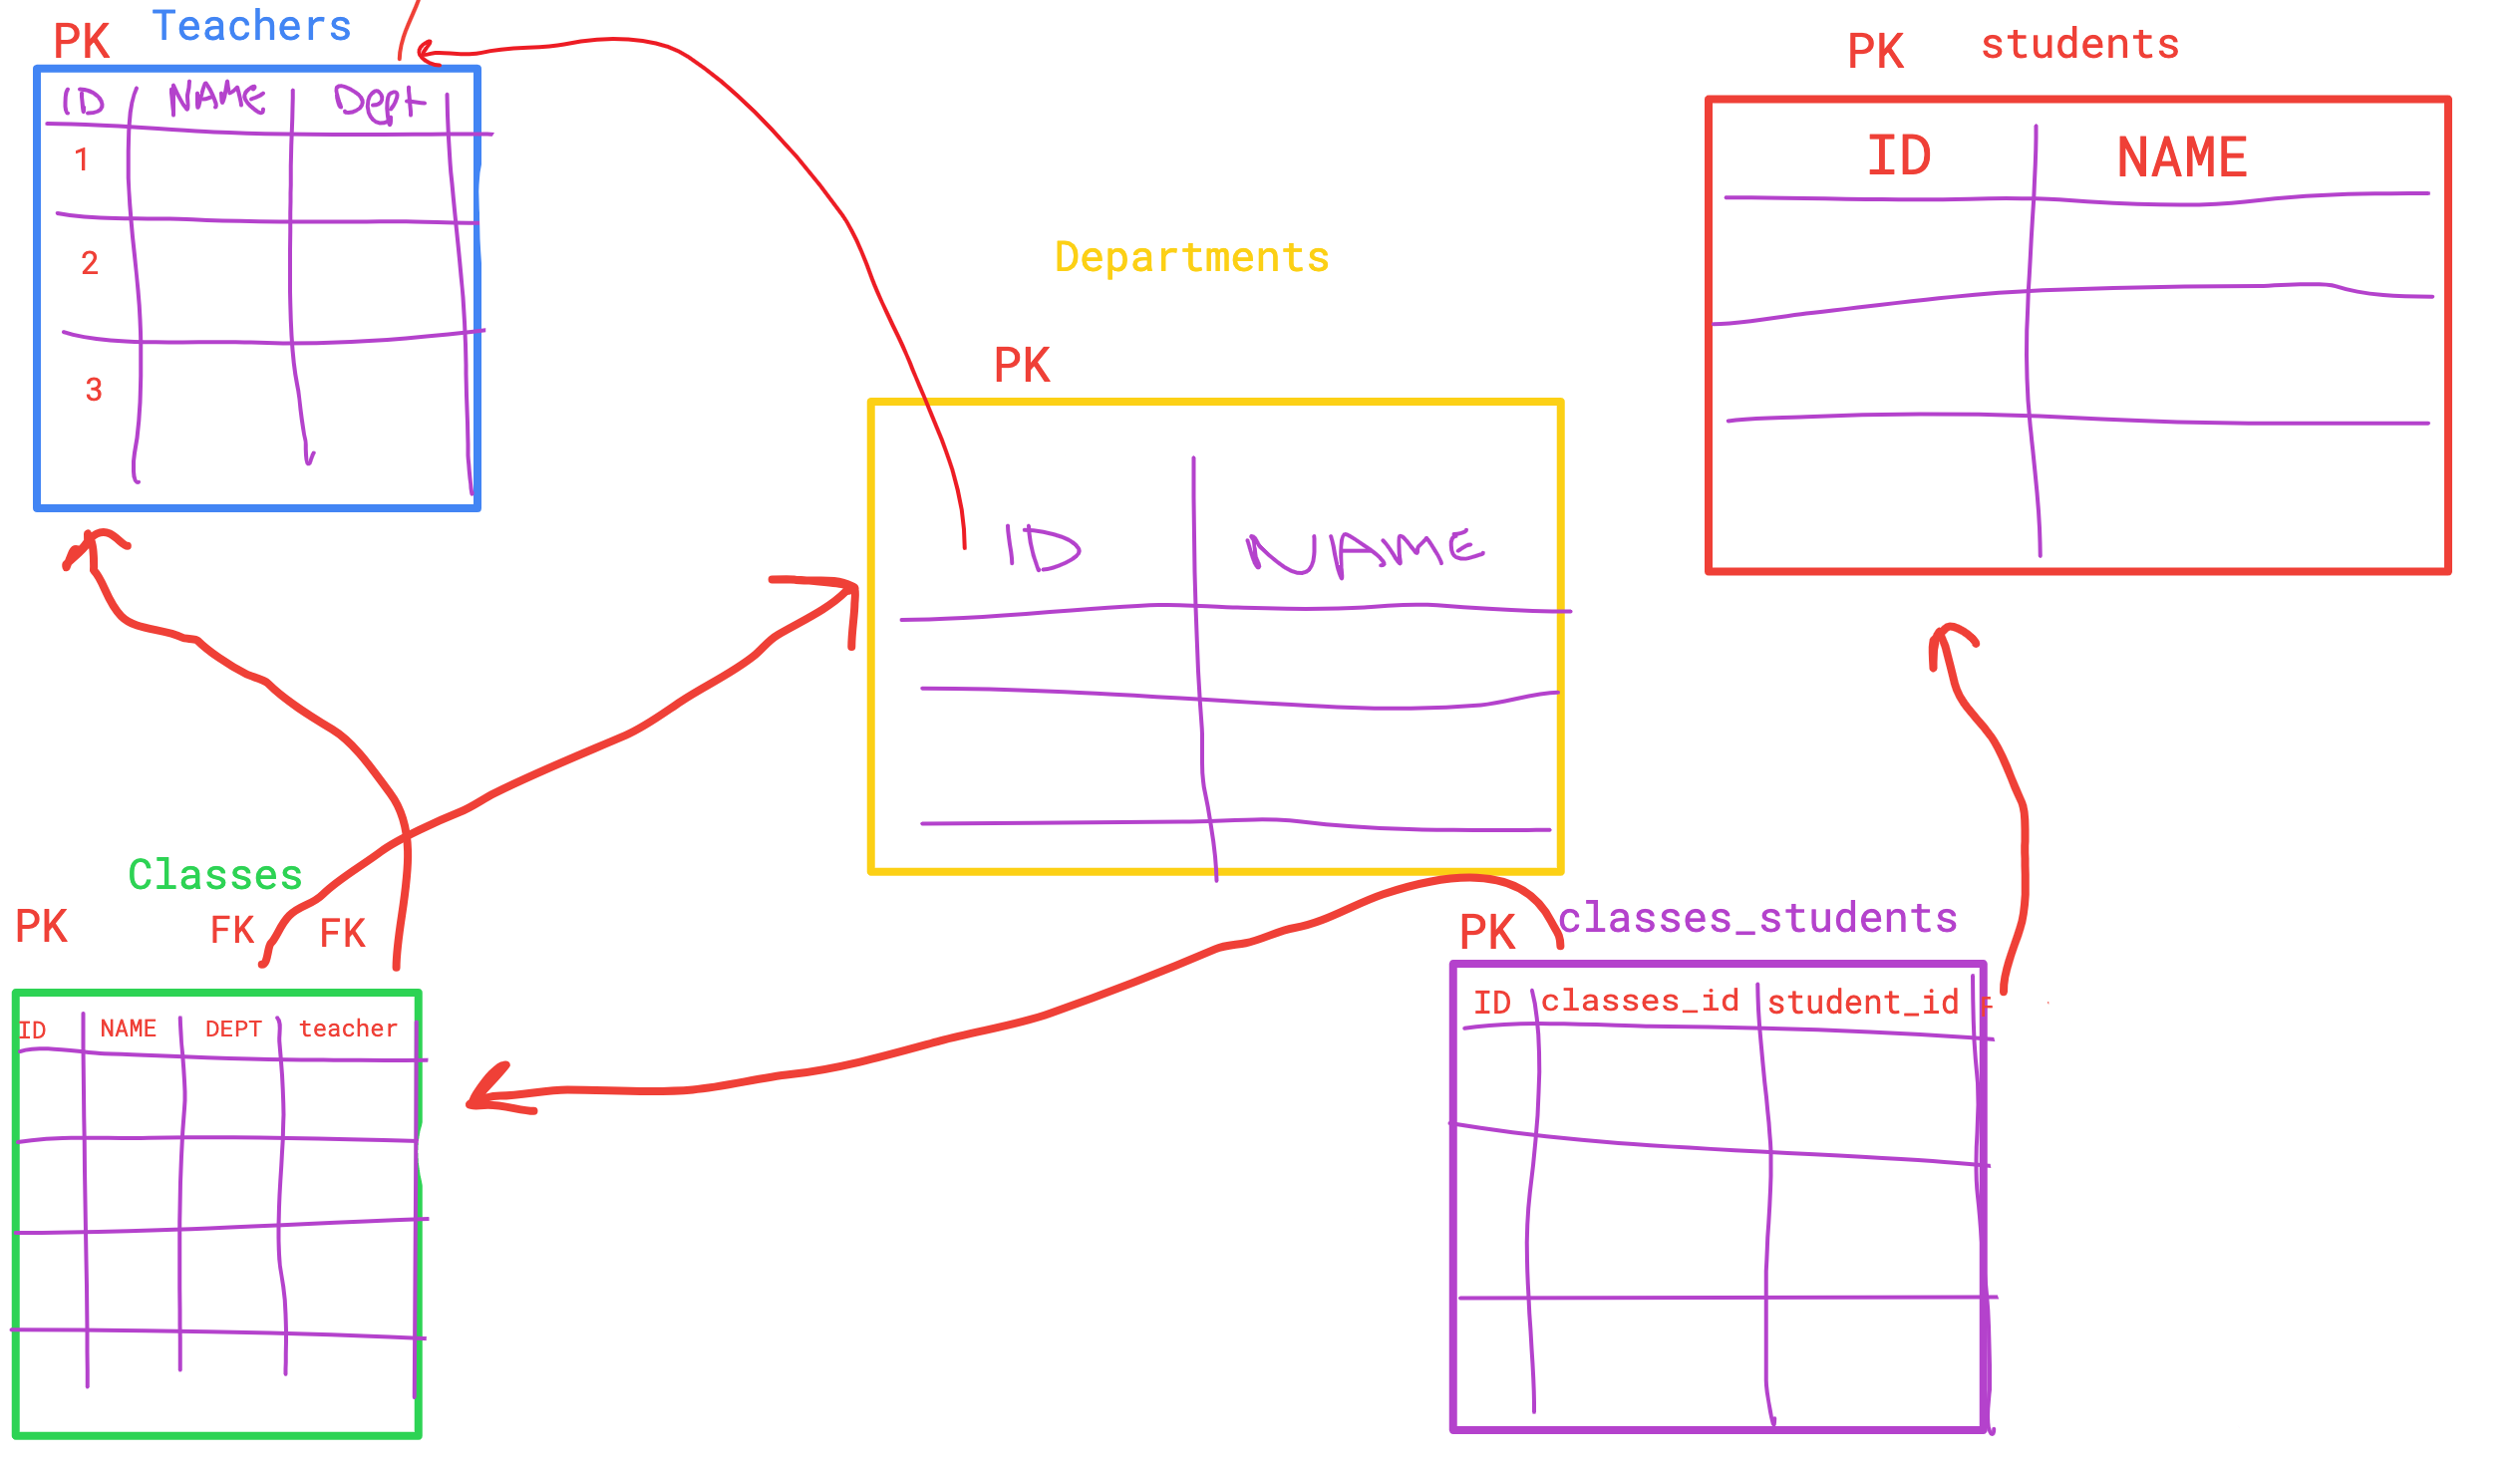 PK Teachers
ID NAME Dept
1
2
3
PK students
ID NAME
Departments
PK
ID NAME
Classes
PK FK FK
ID NAME DEPT teacher
PK classes_students
ID classes_id student_id